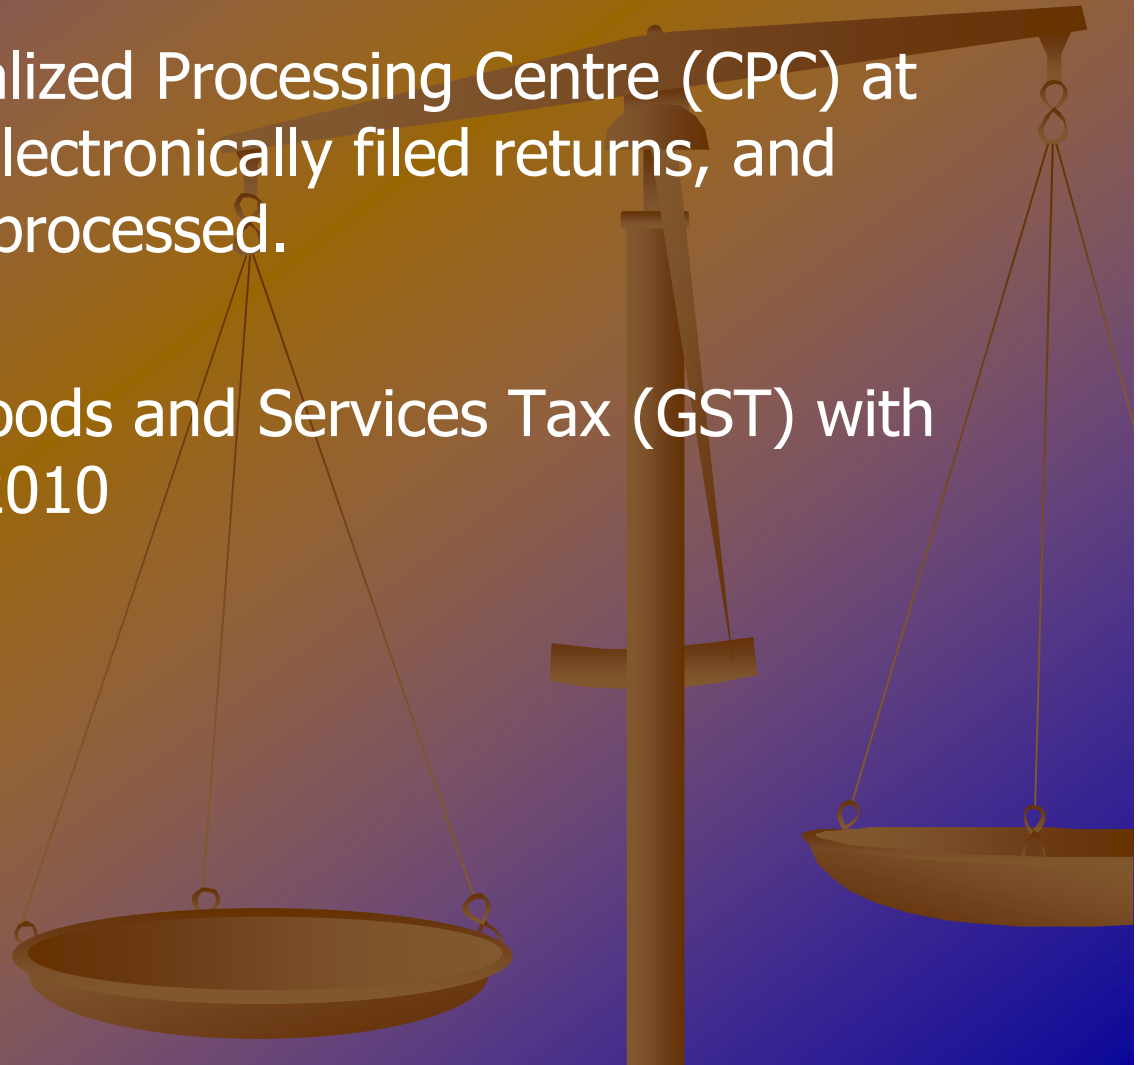 alized Processing Centre (CPC) at
lectronically filed returns, and
processed.
oods and Services Tax (GST) with
2010